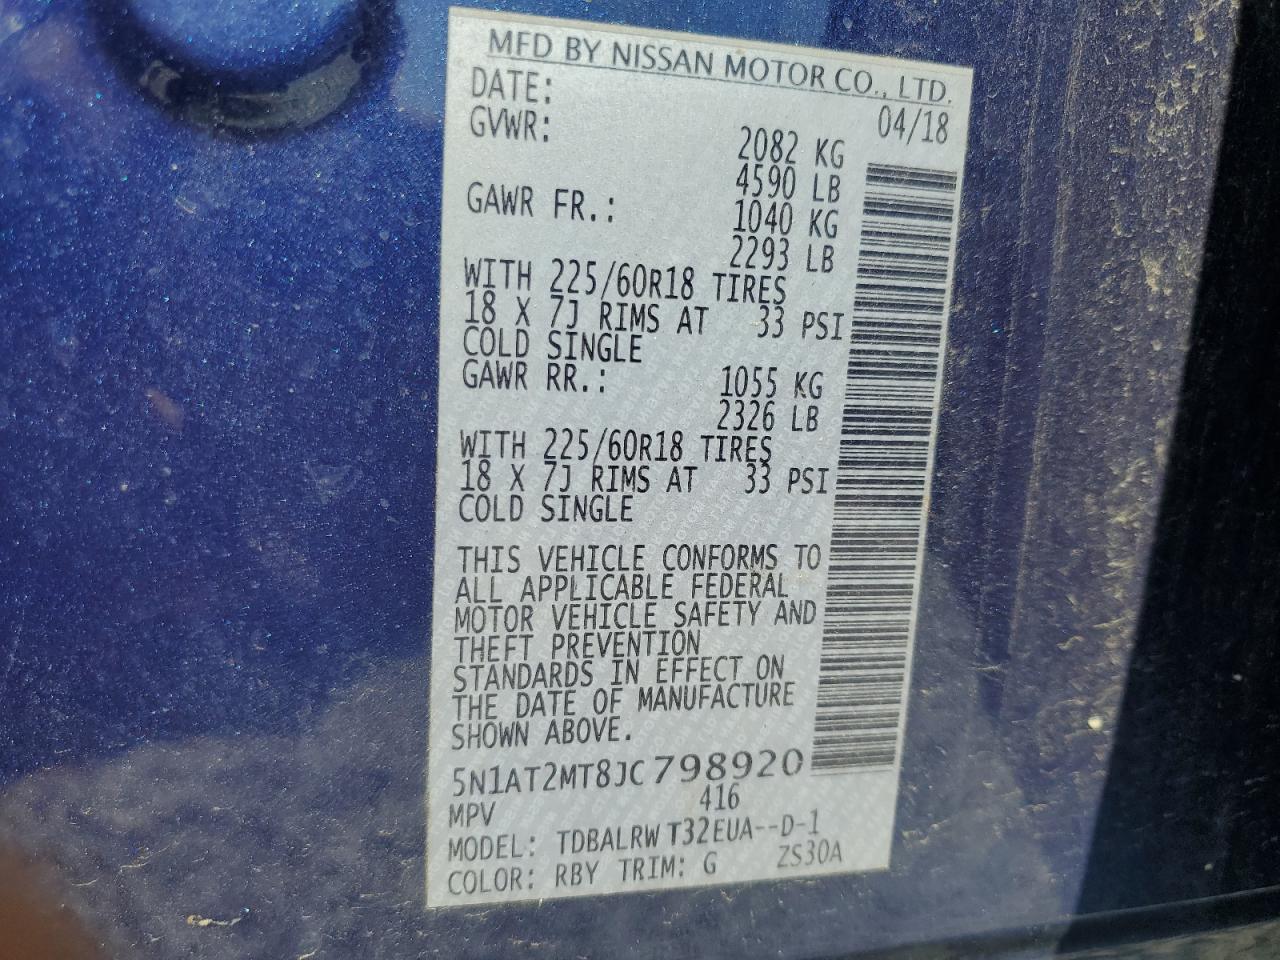 MFD BY NISSAN MOTOR CO., LTD.
DATE: 04/18
GVWR: 2082 KG
4590 LB
GAWR FR.: 1040 KG
2293 LB
WITH 225/60R18 TIRES
18 X 7J RIMS AT 33 PSI
COLD SINGLE
GAWR RR.: 1055 KG
2326 LB
WITH 225/60R18 TIRES
18 X 7J RIMS AT 33 PSI
COLD SINGLE
THIS VEHICLE CONFORMS TO
ALL APPLICABLE FEDERAL
MOTOR VEHICLE SAFETY AND
THEFT PREVENTION
STANDARDS IN EFFECT ON
THE DATE OF MANUFACTURE
SHOWN ABOVE.
5N1AT2MT8JC798920
MPV 416
MODEL: TDBALRW T32EUA--D-1
COLOR: RBY TRIM: G ZS30A